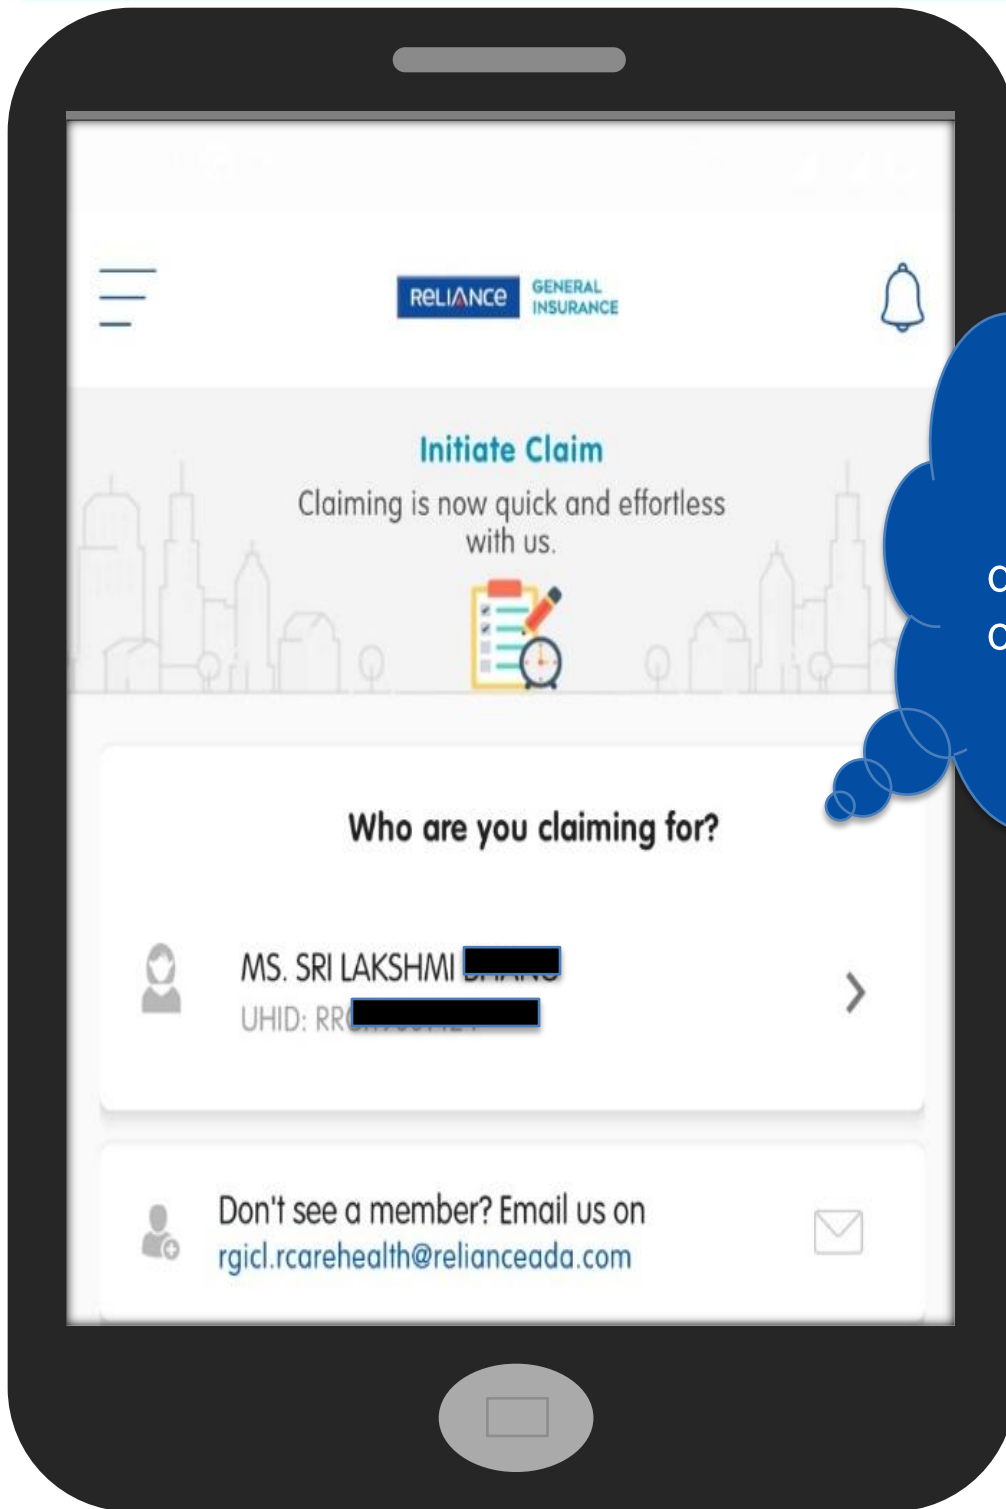 RELIANCE GENERAL
INSURANCE
Initiate Claim
Claiming is now quick and effortless
with us.
Who are you claiming for?
MS. SRI LAKSHMI
UHID:
Don't see a member? Email us on
rgicl.rcarehealth@relianceada.com